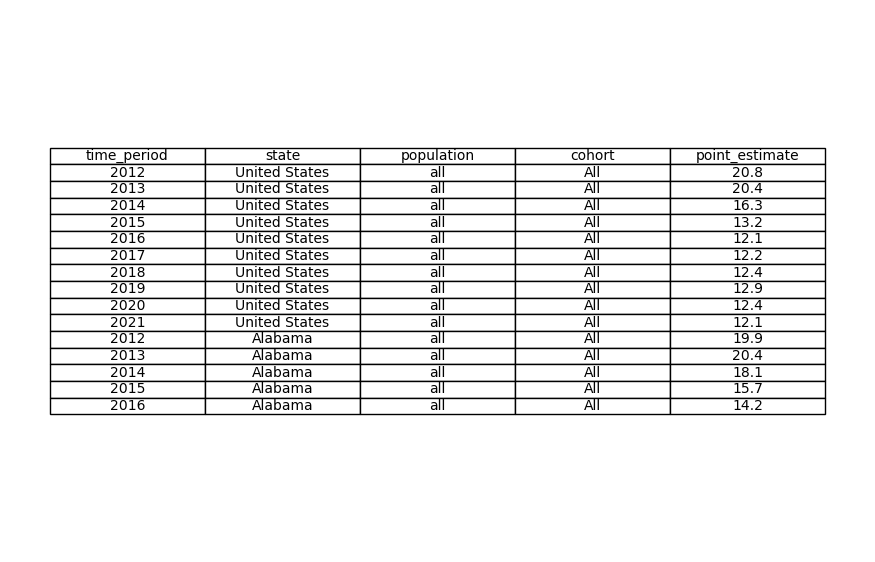 time_period state population cohort point_estimate
2012 United States all All 20.8
2013 United States all All 20.4
2014 United States all All 16.3
2015 United States all All 13.2
2016 United States all All 12.1
2017 United States all All 12.2
2018 United States all All 12.4
2019 United States all All 12.9
2020 United States all All 12.4
2021 United States all All 12.1
2012 Alabama all All 19.9
2013 Alabama all All 20.4
2014 Alabama all All 18.1
2015 Alabama all All 15.7
2016 Alabama all All 14.2